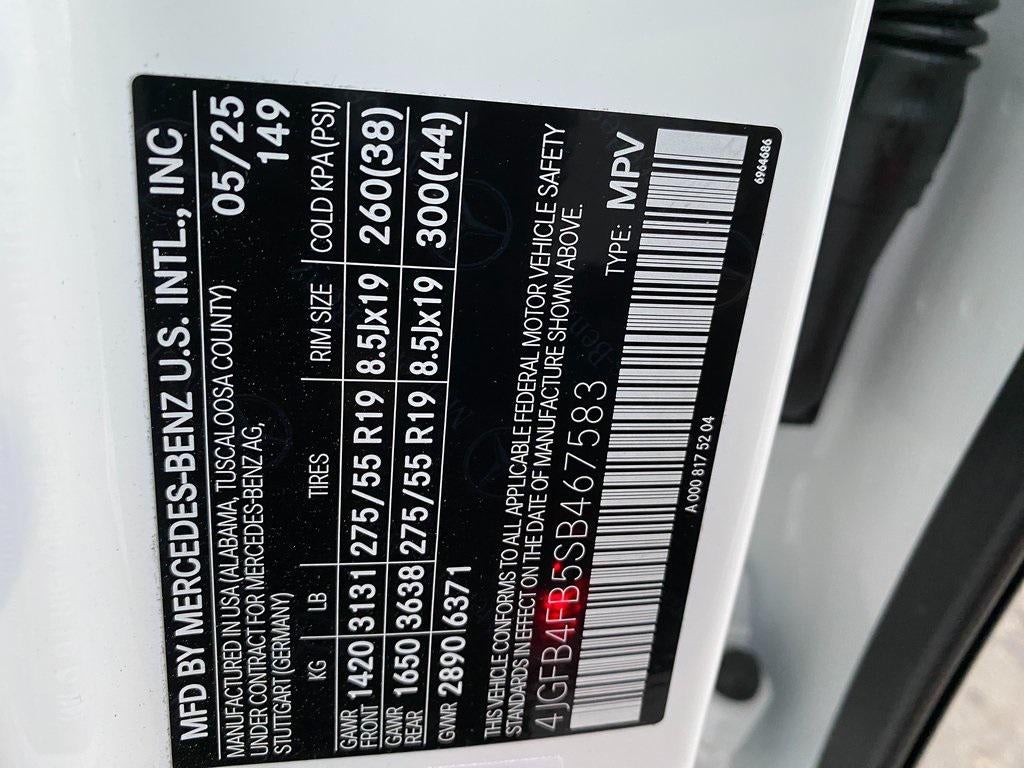 MFD BY MERCEDES-BENZ U.S. INTL., INC
MANUFACTURED IN USA (ALABAMA, TUSCALOOSA COUNTY) 05/25
UNDER CONTRACT FOR MERCEDES-BENZ AG, 149
STUTTGART (GERMANY)
KG LB TIRES RIM SIZE COLD KPA (PSI)
GAWR FRONT 1420 3131 275/55 R19 8.5Jx19 260(38)
GAWR REAR 1650 3638 275/55 R19 8.5Jx19 300(44)
GVWR 2890 6371
THIS VEHICLE CONFORMS TO ALL APPLICABLE FEDERAL MOTOR VEHICLE SAFETY
STANDARDS IN EFFECT ON THE DATE OF MANUFACTURE SHOWN ABOVE.
4JGFB4FB5SB467583 TYPE: MPV
A 000 817 52 04 6964686